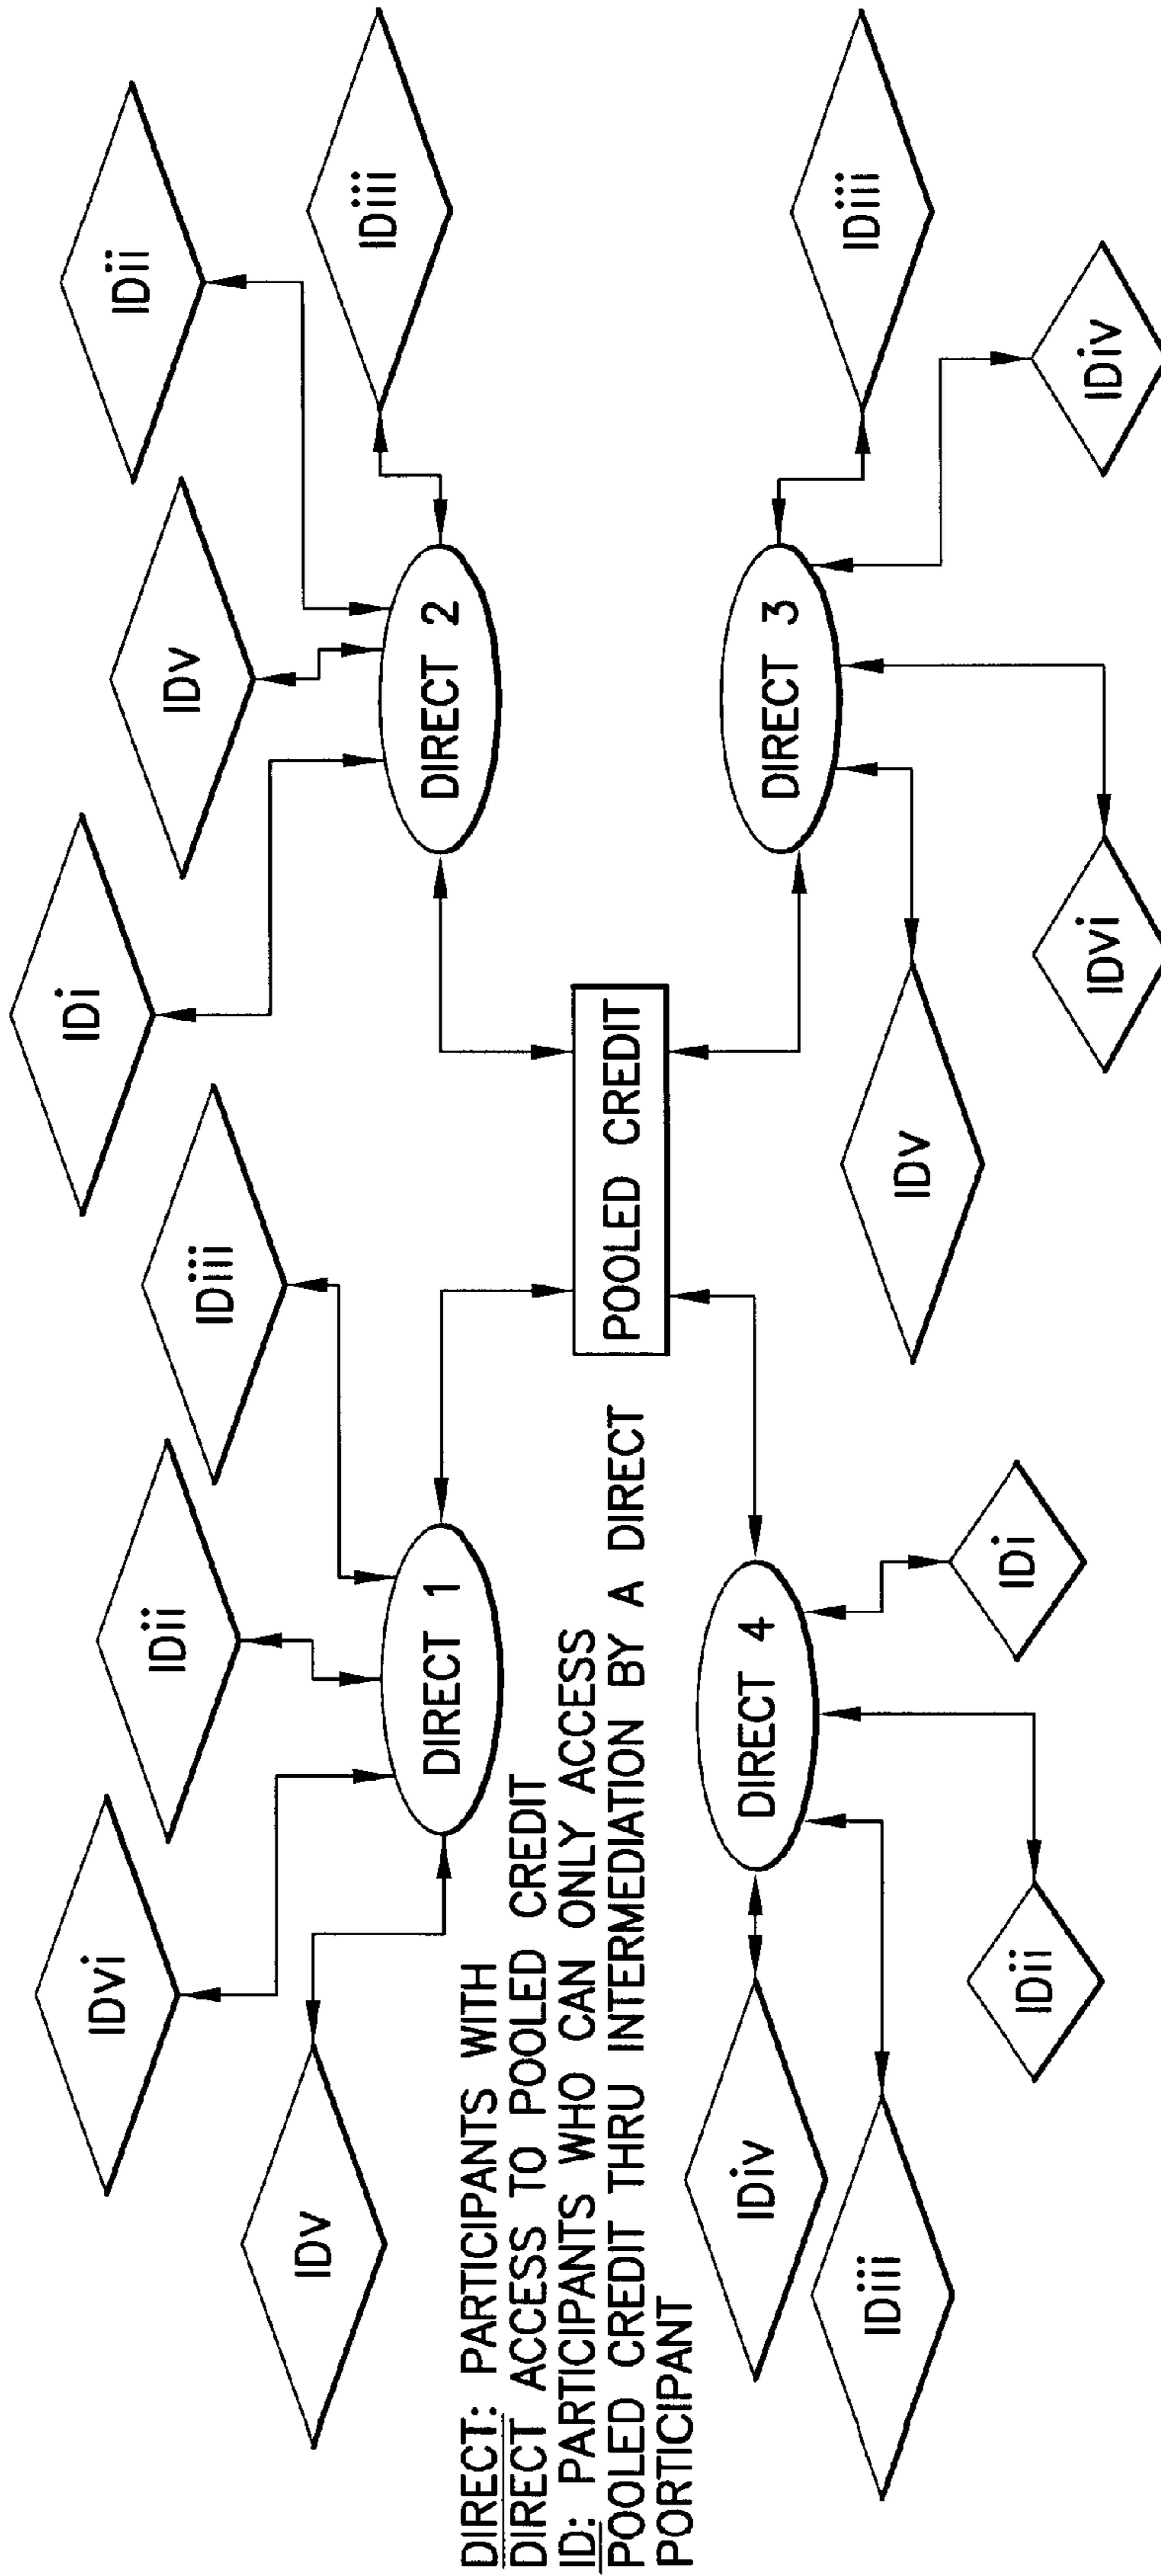 IDvi
IDii
IDiii
IDi
IDv
IDii
IDv
IDiii
DIRECT 1
DIRECT 2
DIRECT: PARTICIPANTS WITH
DIRECT ACCESS TO POOLED CREDIT
ID: PARTICIPANTS WHO CAN ONLY ACCESS
POOLED CREDIT THRU INTERMEDIATION BY A DIRECT
PORTICIPANT
POOLED CREDIT
DIRECT 4
DIRECT 3
IDiv
IDiii
IDiii
IDv
IDii
IDi
IDvi
IDiv